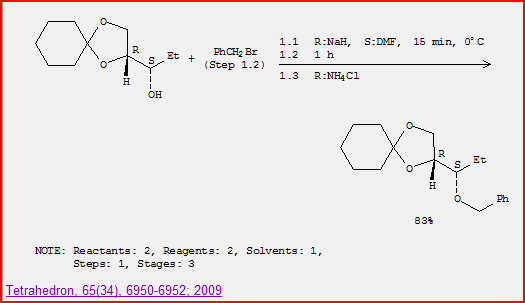 O
R
S
Et
O
H
OH
+
PhCH2Br
(Step 1.2)
1.1 R:NaH, S:DMF, 15 min, 0°C
1.2 1 h
1.3 R:NH4Cl
O
R
S
Et
O
H
O
Ph
83%
NOTE: Reactants: 2, Reagents: 2, Solvents: 1,
Steps: 1, Stages: 3
Tetrahedron, 65(34), 6950-6952; 2009